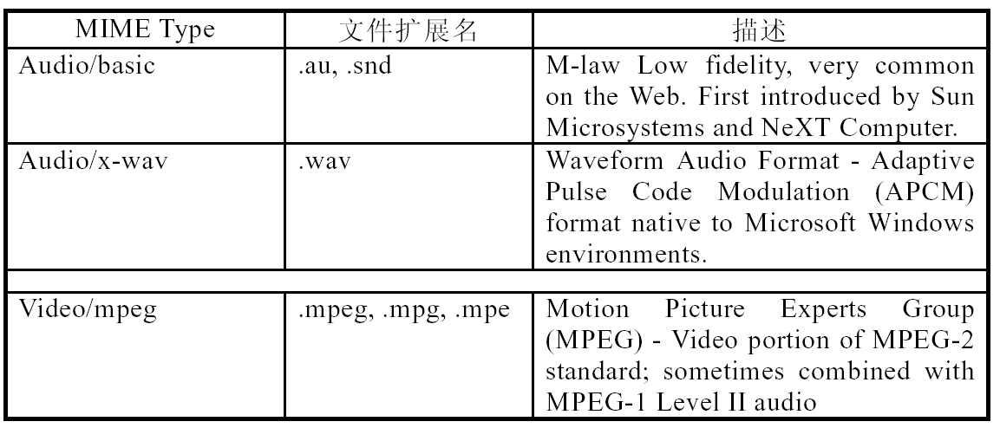 MIME Type 文件扩展名 描述
Audio/basic .au, .snd M-law Low fidelity, very common
on the Web. First introduced by Sun
Microsystems and NeXT Computer.
Audio/x-wav .wav Waveform Audio Format - Adaptive
Pulse Code Modulation (APCM)
format native to Microsoft Windows
environments.
Video/mpeg .mpeg, .mpg, .mpe Motion Picture Experts Group
(MPEG) - Video portion of MPEG-2
standard; sometimes combined with
MPEG-1 Level II audio